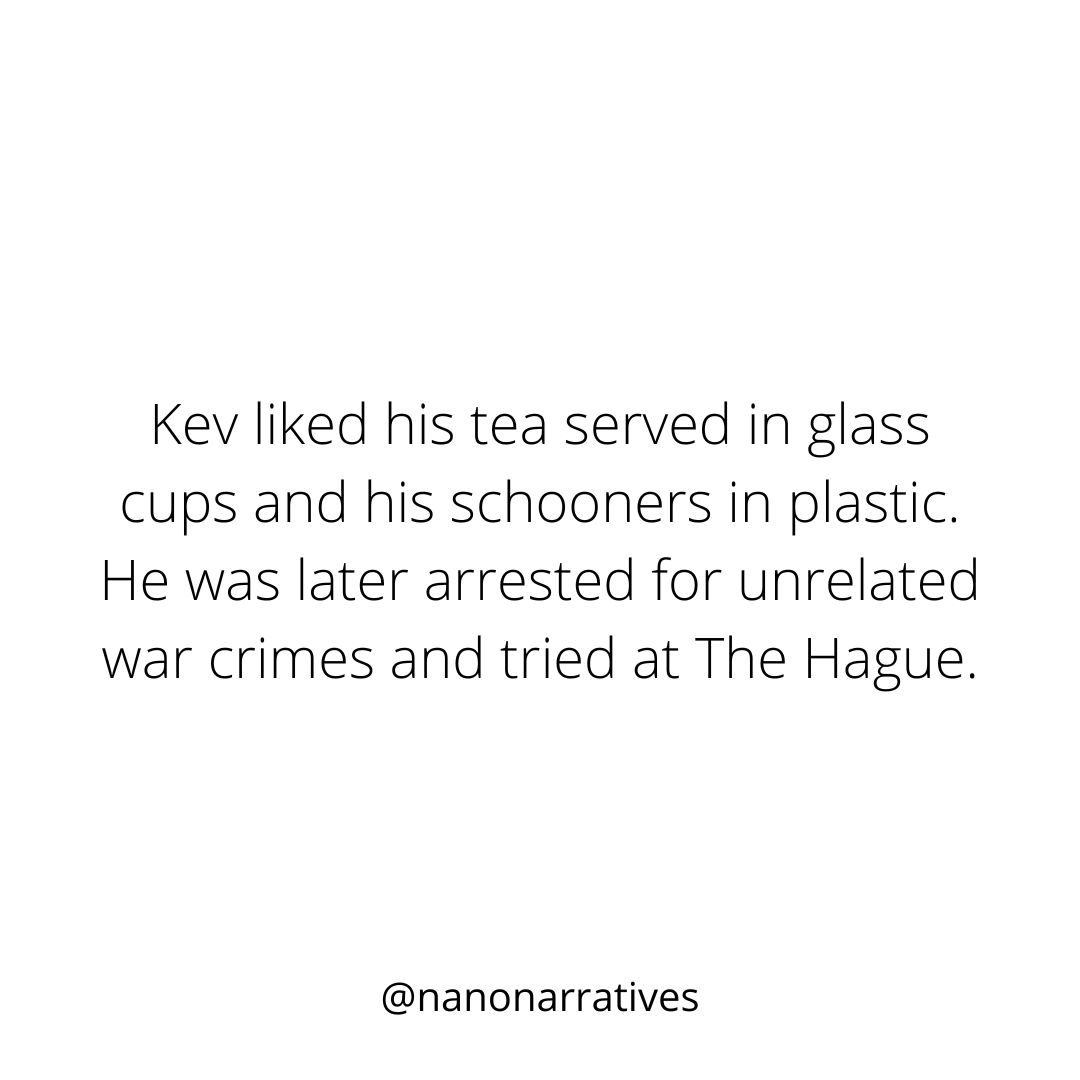 Kev liked his tea served in glass
cups and his schooners in plastic.
He was later arrested for unrelated
war crimes and tried at The Hague.
@nanonarratives